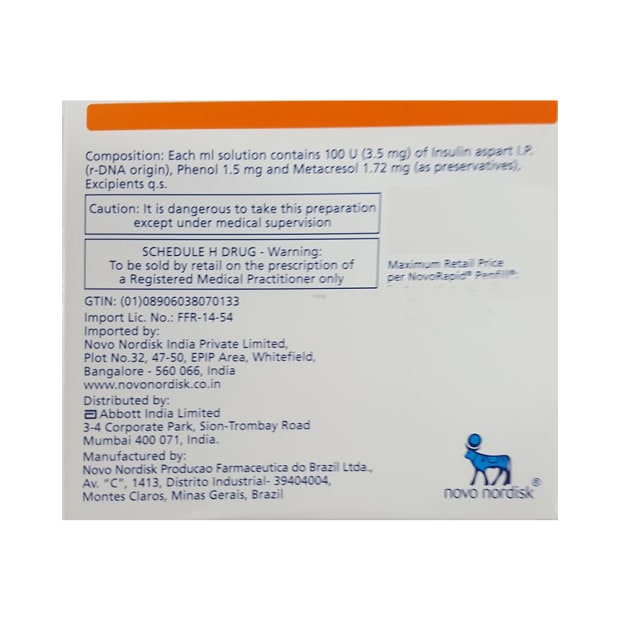 Composition: Each ml solution contains 100 U (3.5 mg) of Insulin aspart I.P.
(r-DNA origin), Phenol 1.5 mg and Metacresol 1.72 mg (as preservatives),
Excipients q.s.
Caution: It is dangerous to take this preparation
except under medical supervision
SCHEDULE H DRUG - Warning:
To be sold by retail on the prescription of
a Registered Medical Practitioner only
Maximum Retail Price
per NovoRapid® Penfill®:
GTIN: (01)08906038070133
Import Lic. No.: FFR-14-54
Imported by:
Novo Nordisk India Private Limited,
Plot No.32, 47-50, EPIP Area, Whitefield,
Bangalore - 560 066, India
www.novonordisk.co.in
Distributed by:
Abbott India Limited
3-4 Corporate Park, Sion-Trombay Road
Mumbai 400 071, India.
Manufactured by:
Novo Nordisk Producao Farmaceutica do Brazil Ltda.,
Av. “C”, 1413, Distrito Industrial- 39404004,
Montes Claros, Minas Gerais, Brazil
novo nordisk®